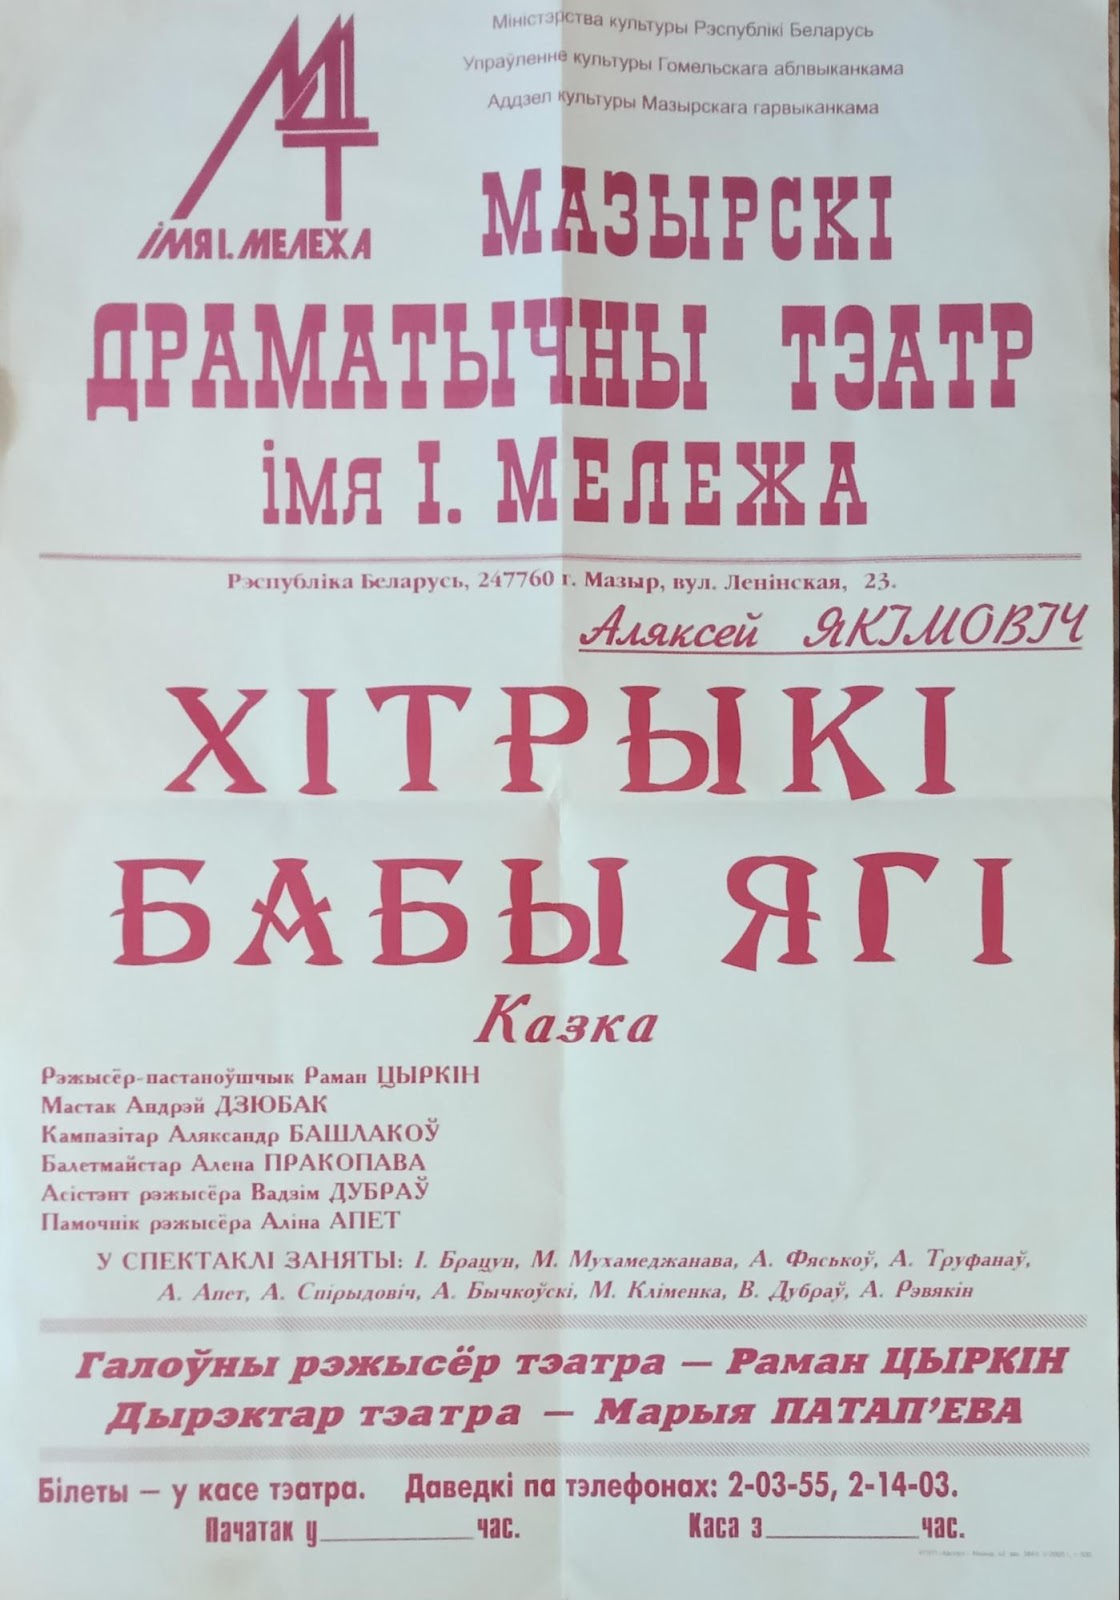 Міністэрства культуры Рэспублікі Беларусь
Упраўленне культуры Гомельскага аблвыканкама
Аддзел культуры Мазырскага гарвыканкама
МДТ
ІМЯ І. МЕЛЕЖА
МАЗЫРСКІ
ДРАМАТЫЧНЫ ТЭАТР
імя І. МЕЛЕЖА
Рэспубліка Беларусь, 247760 г. Мазыр, вул. Ленінская, 23.
Аляксей ЯКІМОВІЧ
ХІТРЫКІ
БАБЫ ЯГІ
Казка
Рэжысёр-пастаноўшчык Раман ЦЫРКІН
Мастак Андрэй ДЗЮБАК
Кампазітар Аляксандр БАШЛАКОЎ
Балетмайстар Алена ПРАКОПАВА
Асістэнт рэжысёра Вадзім ДУБРАЎ
Памочнік рэжысёра Аліна АПЕТ
У СПЕКТАКЛІ ЗАНЯТЫ: І. Брацун, М. Мухамеджанава, А. Фяськоў, А. Труфанаў,
А. Апет, А. Спірыдовіч, А. Бычкоўскі, М. Кліменка, В. Дубраў, А. Рэвякін
Галоўны рэжысёр тэатра — Раман ЦЫРКІН
Дырэктар тэатра — Марыя ПАТАП’ЕВА
Білеты — у касе тэатра. Даведкі па тэлефонах: 2-03-55, 2-14-03.
Пачатак у__________час. Каса з__________час.